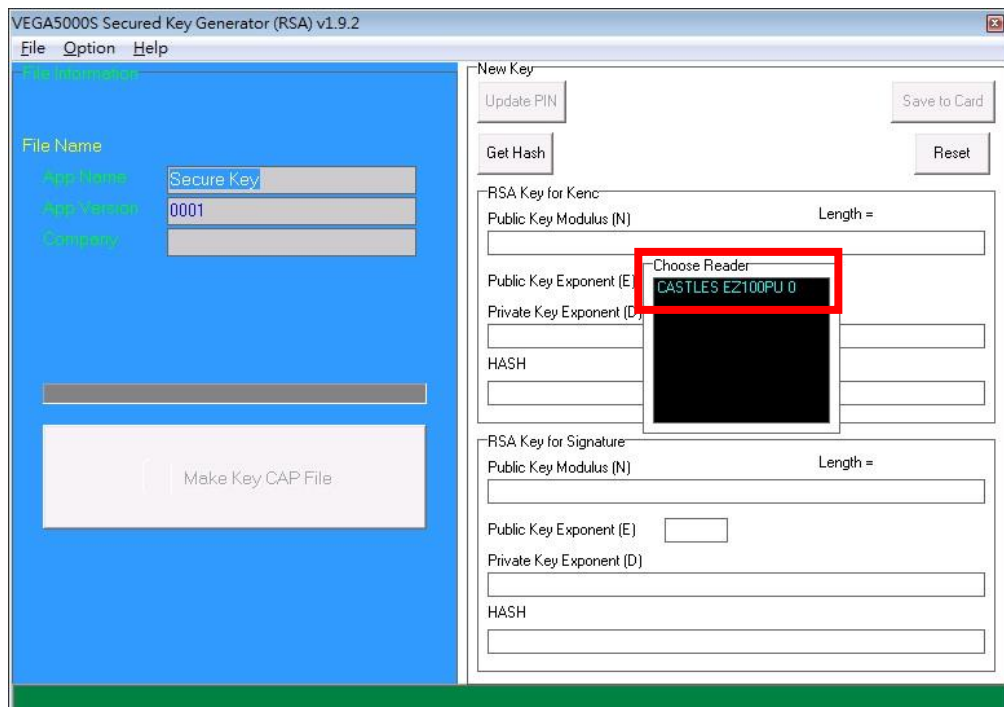 VEGA5000S Secured Key Generator (RSA) v1.9.2
File Option Help
File Information
File Name
App Name Secure Key
App Version 0001
Company
Make Key CAP File
New Key
Update PIN Save to Card
Get Hash Reset
RSA Key for Kenc
Public Key Modulus (N) Length =
Choose Reader
CASTLES EZ100PU 0
Public Key Exponent (E)
Private Key Exponent (D)
HASH
RSA Key for Signature
Public Key Modulus (N) Length =
Public Key Exponent (E)
Private Key Exponent (D)
HASH